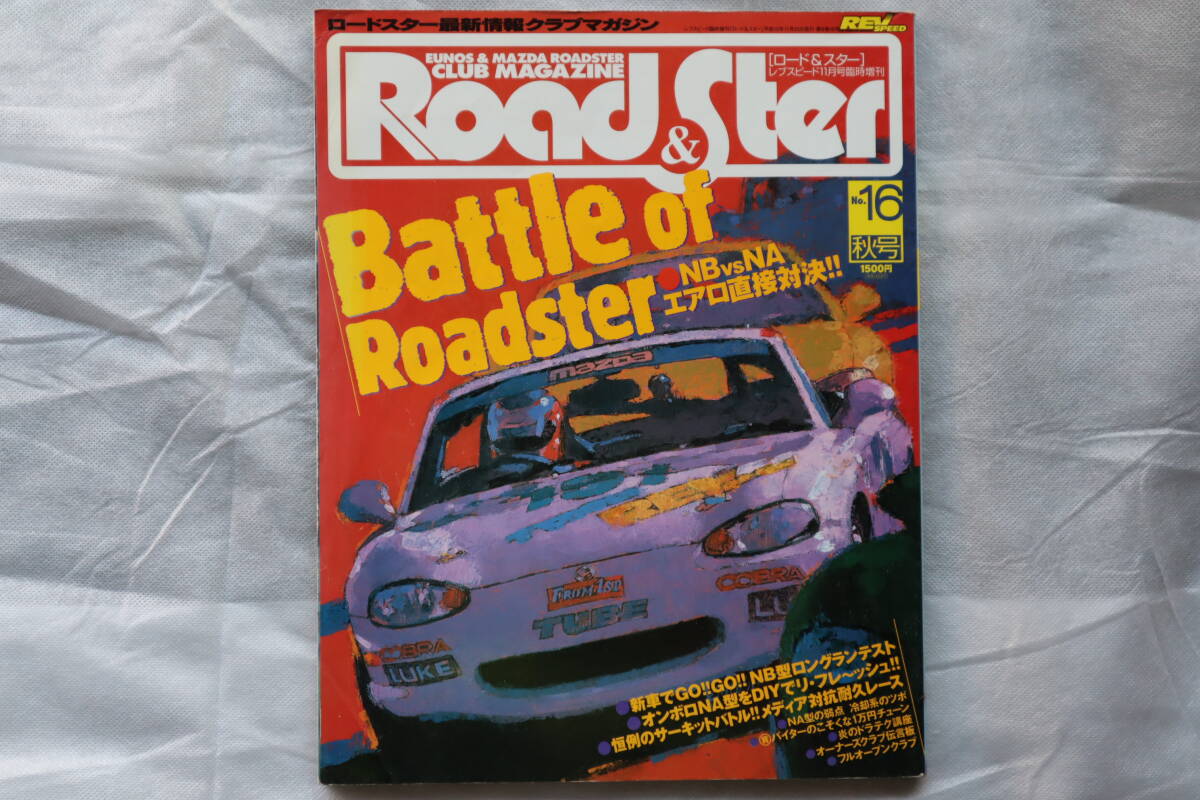 ロードスター最新情報クラブマガジン
REV SPEED
EUNOS & MAZDA ROADSTER
CLUB MAGAZINE
[ロード&スター]
レブスピード11月号臨時増刊
Road&Ster
No.16
秋号
1500円
Battle of
Roadster
●NBvsNA
エアロ直接対決!!
mazda
101
FROM-ION
TUBE
COBRA
LUKE
COBRA
LUKE
●新車でGO!!GO!! NB型ロングランテスト
●オンボロNA型をDIYでリ・フレ〜ッシュ!!
●恒例のサーキットバトル!! メディア対抗耐久レース
●NA型の弱点 冷却系のツボ
●バイターのこそくな1万円チューン
●炎のドラテク講座
●オーナーズクラブ伝言板
●フルオープンクラブ